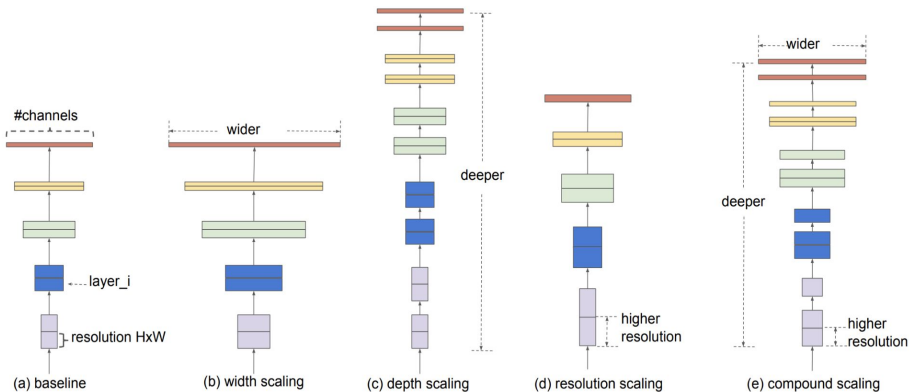 #channels
layer_i
resolution HxW
(a) baseline
wider
(b) width scaling
deeper
(c) depth scaling
higher
resolution
(d) resolution scaling
wider
deeper
higher
resolution
(e) compound scaling